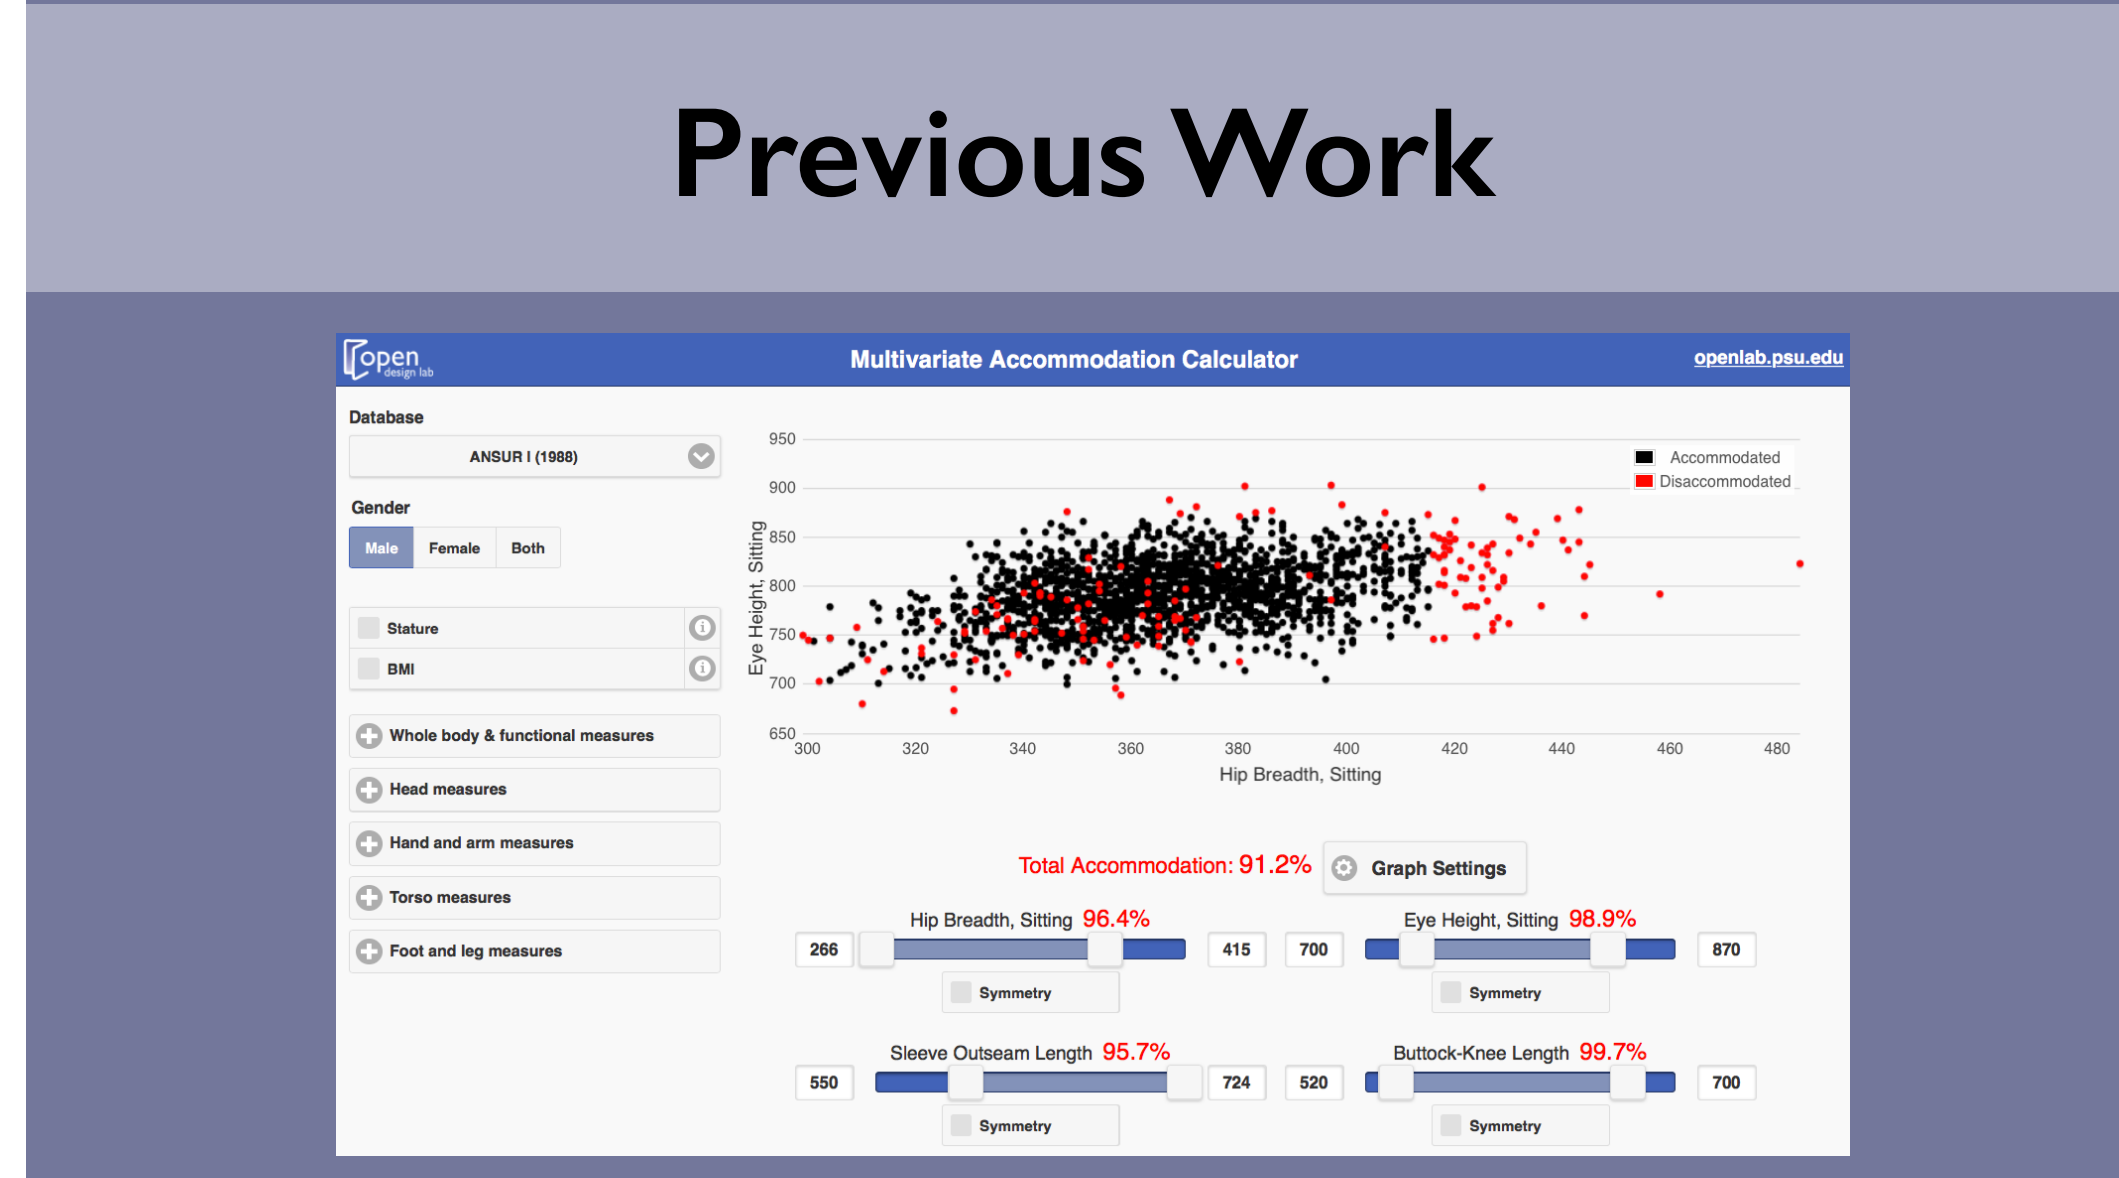 Previous Work
open
design lab
Multivariate Accommodation Calculator
openlab.psu.edu
Database
ANSUR I (1988)
Gender
Male Female Both
Stature
BMI
Whole body & functional measures
Head measures
Hand and arm measures
Torso measures
Foot and leg measures
950
900
850
800
750
700
650
Eye Height, Sitting
Accommodated
Disaccommodated
300 320 340 360 380 400 420 440 460 480
Hip Breadth, Sitting
Total Accommodation: 91.2%
Graph Settings
Hip Breadth, Sitting 96.4%
266 415
Symmetry
Eye Height, Sitting 98.9%
700 870
Symmetry
Sleeve Outseam Length 95.7%
550 724
Symmetry
Buttock-Knee Length 99.7%
520 700
Symmetry